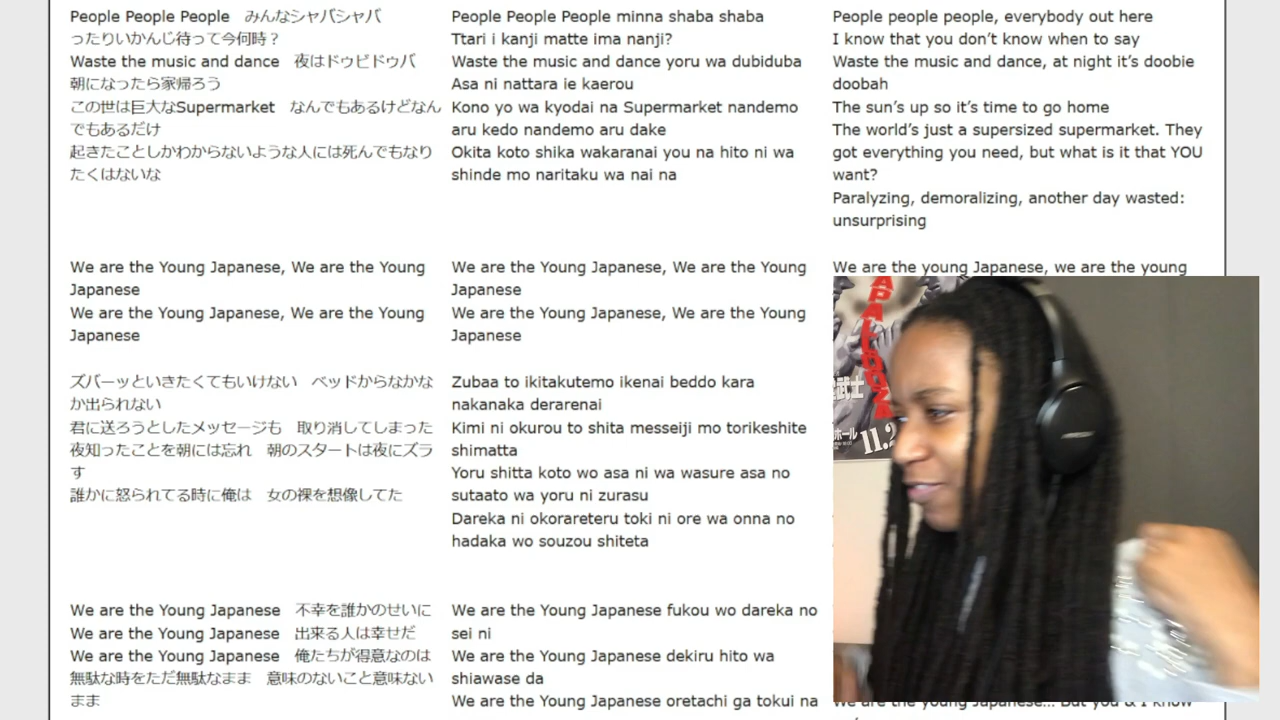 People People People　みんなシャバシャバ
ったりいかんじ待って今何時？
Waste the music and dance　夜はドゥビドゥバ
朝になったら家帰ろう
この世は巨大なSupermarket　なんでもあるけどなん
でもあるだけ
起きたことしかわからないような人には死んでもなり
たくはないな
We are the Young Japanese, We are the Young
Japanese
We are the Young Japanese, We are the Young
Japanese
ズバーッといきたくてもいけない　ベッドからなかな
か出られない
君に送ろうとしたメッセージも　取り消してしまった
夜知ったことを朝には忘れ　朝のスタートは夜にズラ
す
誰かに怒られてる時に俺は　女の裸を想像してた
We are the Young Japanese　不幸を誰かのせいに
We are the Young Japanese　出来る人は幸せだ
We are the Young Japanese　俺たちが得意なのは
無駄な時をただ無駄なまま　意味のないこと意味ない
まま
People People People minna shaba shaba
Ttari i kanji matte ima nanji?
Waste the music and dance yoru wa dubiduba
Asa ni nattara ie kaerou
Kono yo wa kyodai na Supermarket nandemo
aru kedo nandemo aru dake
Okita koto shika wakaranai you na hito ni wa
shinde mo naritaku wa nai na
We are the Young Japanese, We are the Young
Japanese
We are the Young Japanese, We are the Young
Japanese
Zubaa to ikitakutemo ikenai beddo kara
nakanaka derarenai
Kimi ni okurou to shita messeiji mo torikeshite
shimatta
Yoru shitta koto wo asa ni wa wasure asa no
sutaato wa yoru ni zurasu
Dareka ni okorareteru toki ni ore wa onna no
hadaka wo souzou shiteta
We are the Young Japanese fukou wo dareka no
sei ni
We are the Young Japanese dekiru hito wa
shiawase da
We are the Young Japanese oretachi ga tokui na
People people people, everybody out here
I know that you don’t know when to say
Waste the music and dance, at night it’s doobie
doobah
The sun’s up so it’s time to go home
The world’s just a supersized supermarket. They
got everything you need, but what is it that YOU
want?
Paralyzing, demoralizing, another day wasted:
unsurprising
We are the young Japanese, we are the young
We are the young Japanese... But you & I know
武士
ホール
11.2